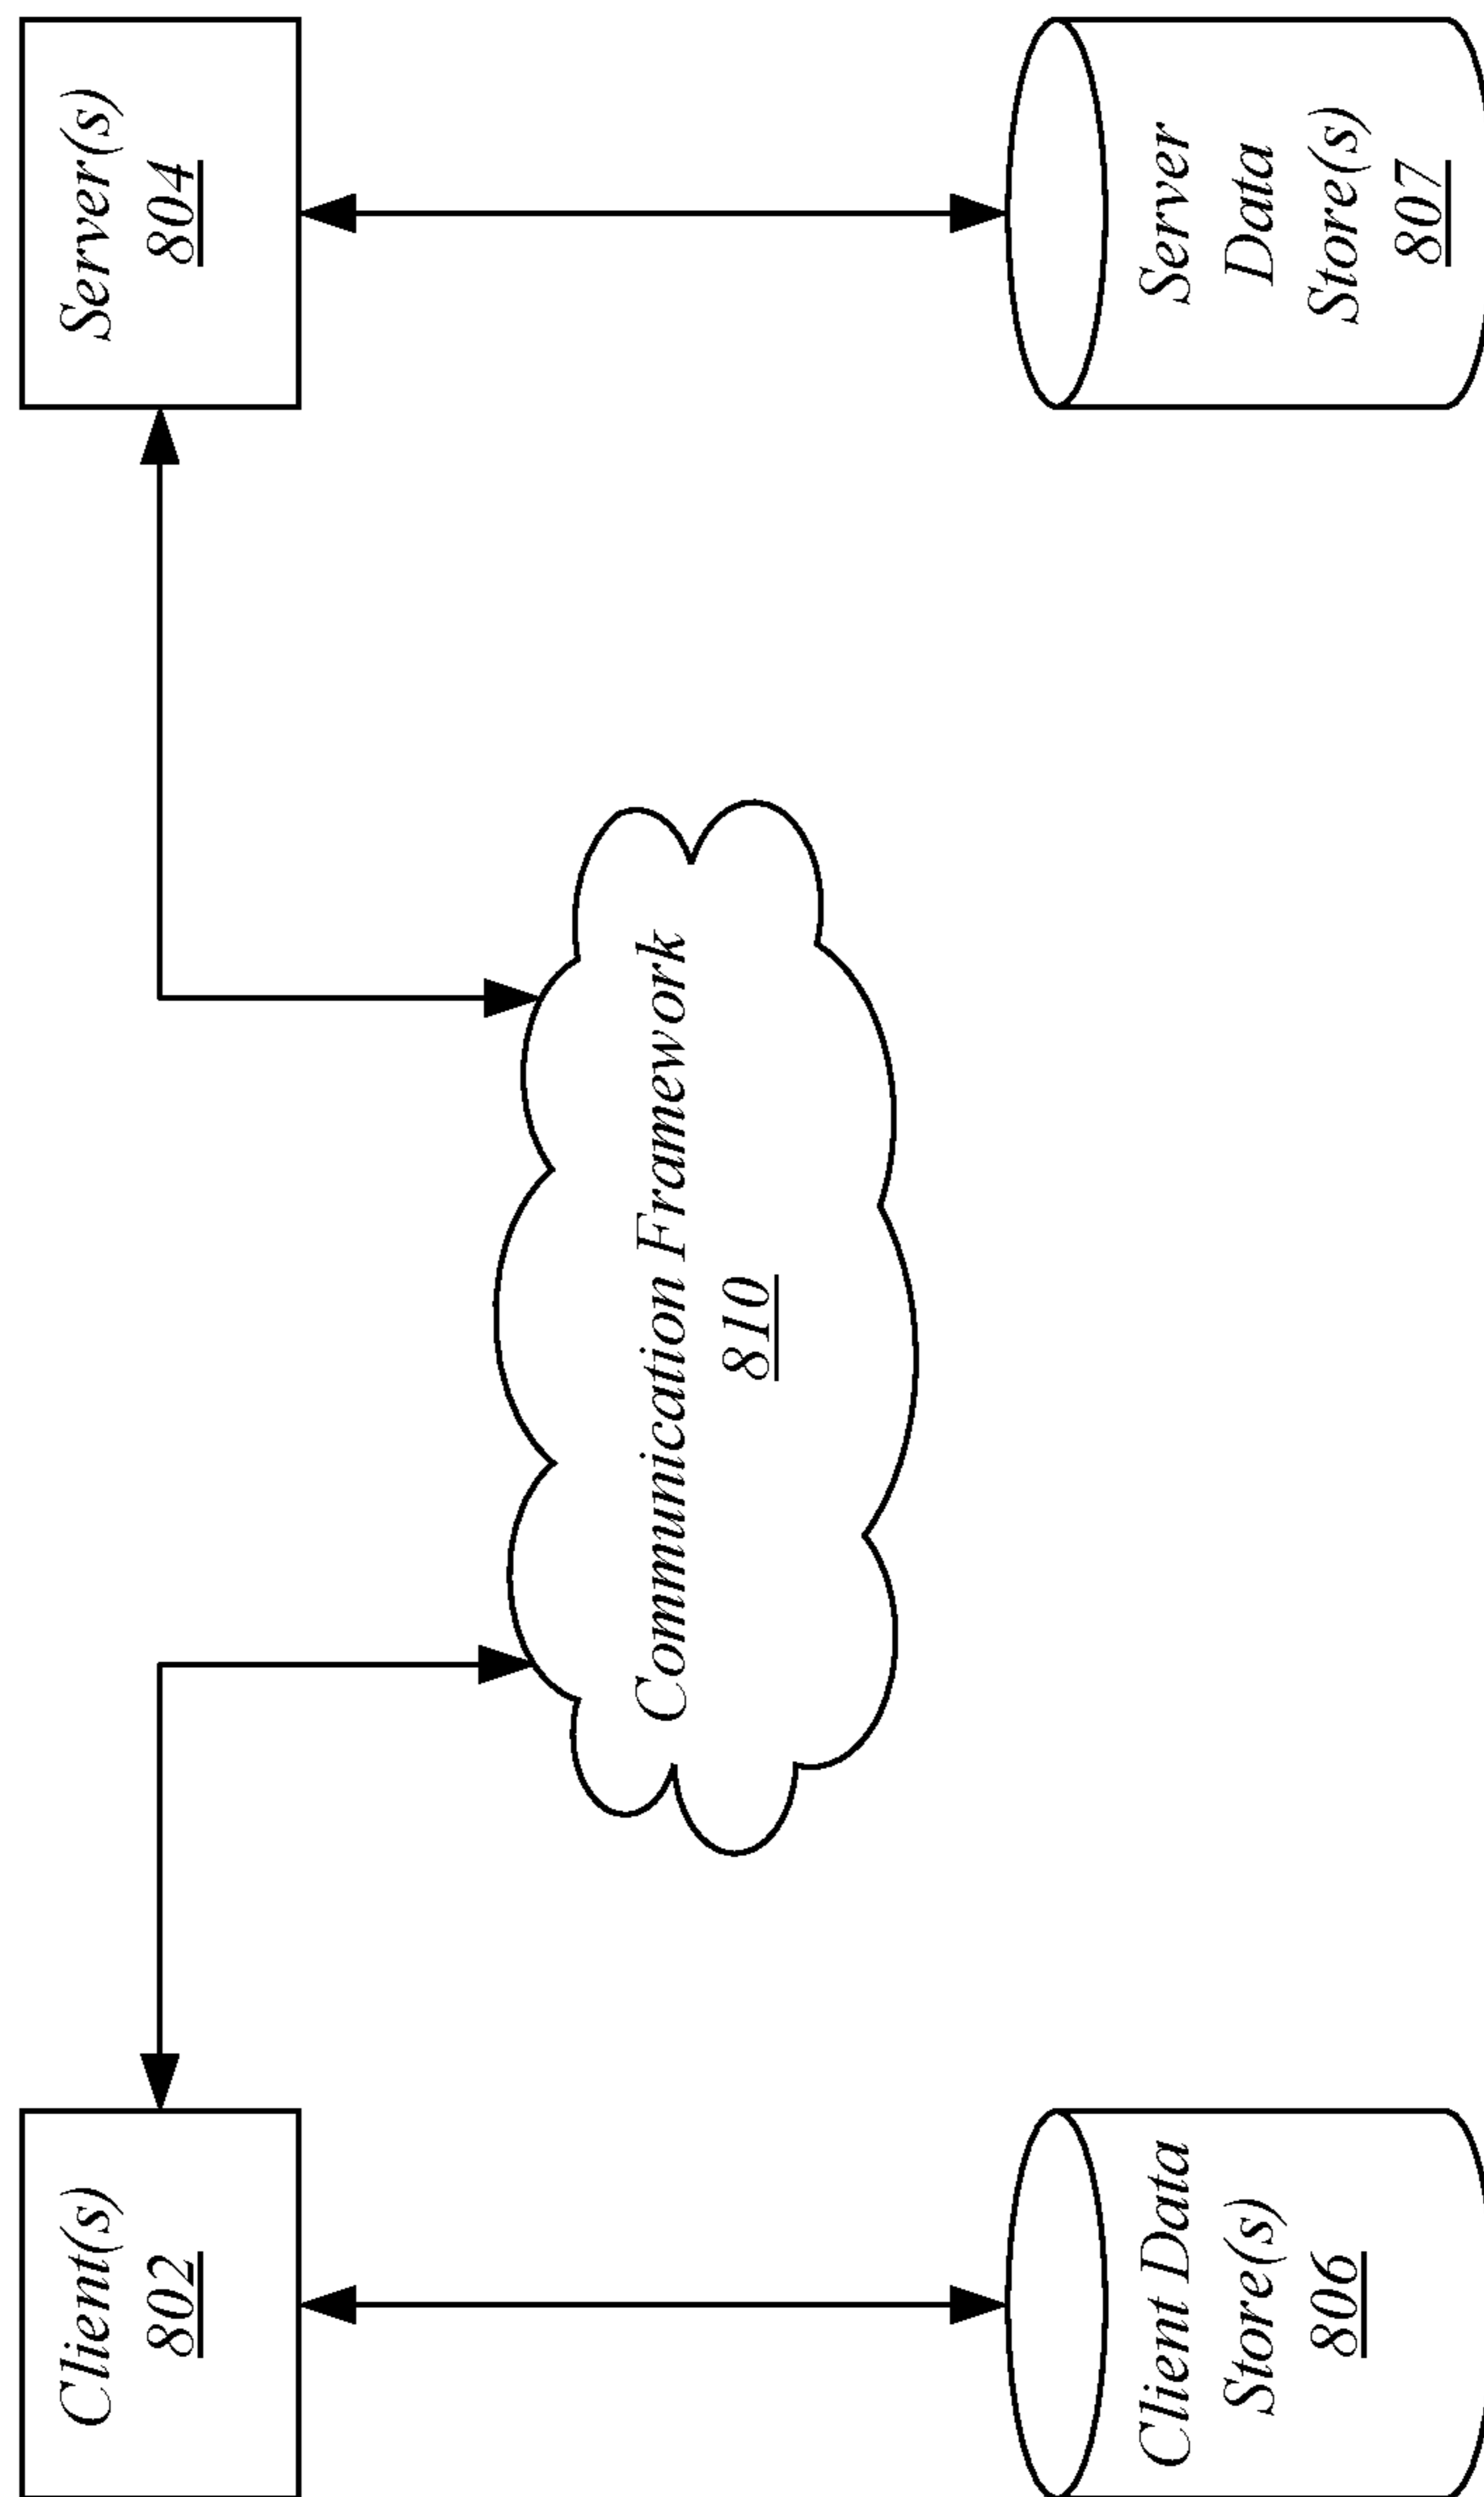 Client(s)
802
Server(s)
804
Communication Framework
810
Client Data
Store(s)
806
Server
Data
Store(s)
807